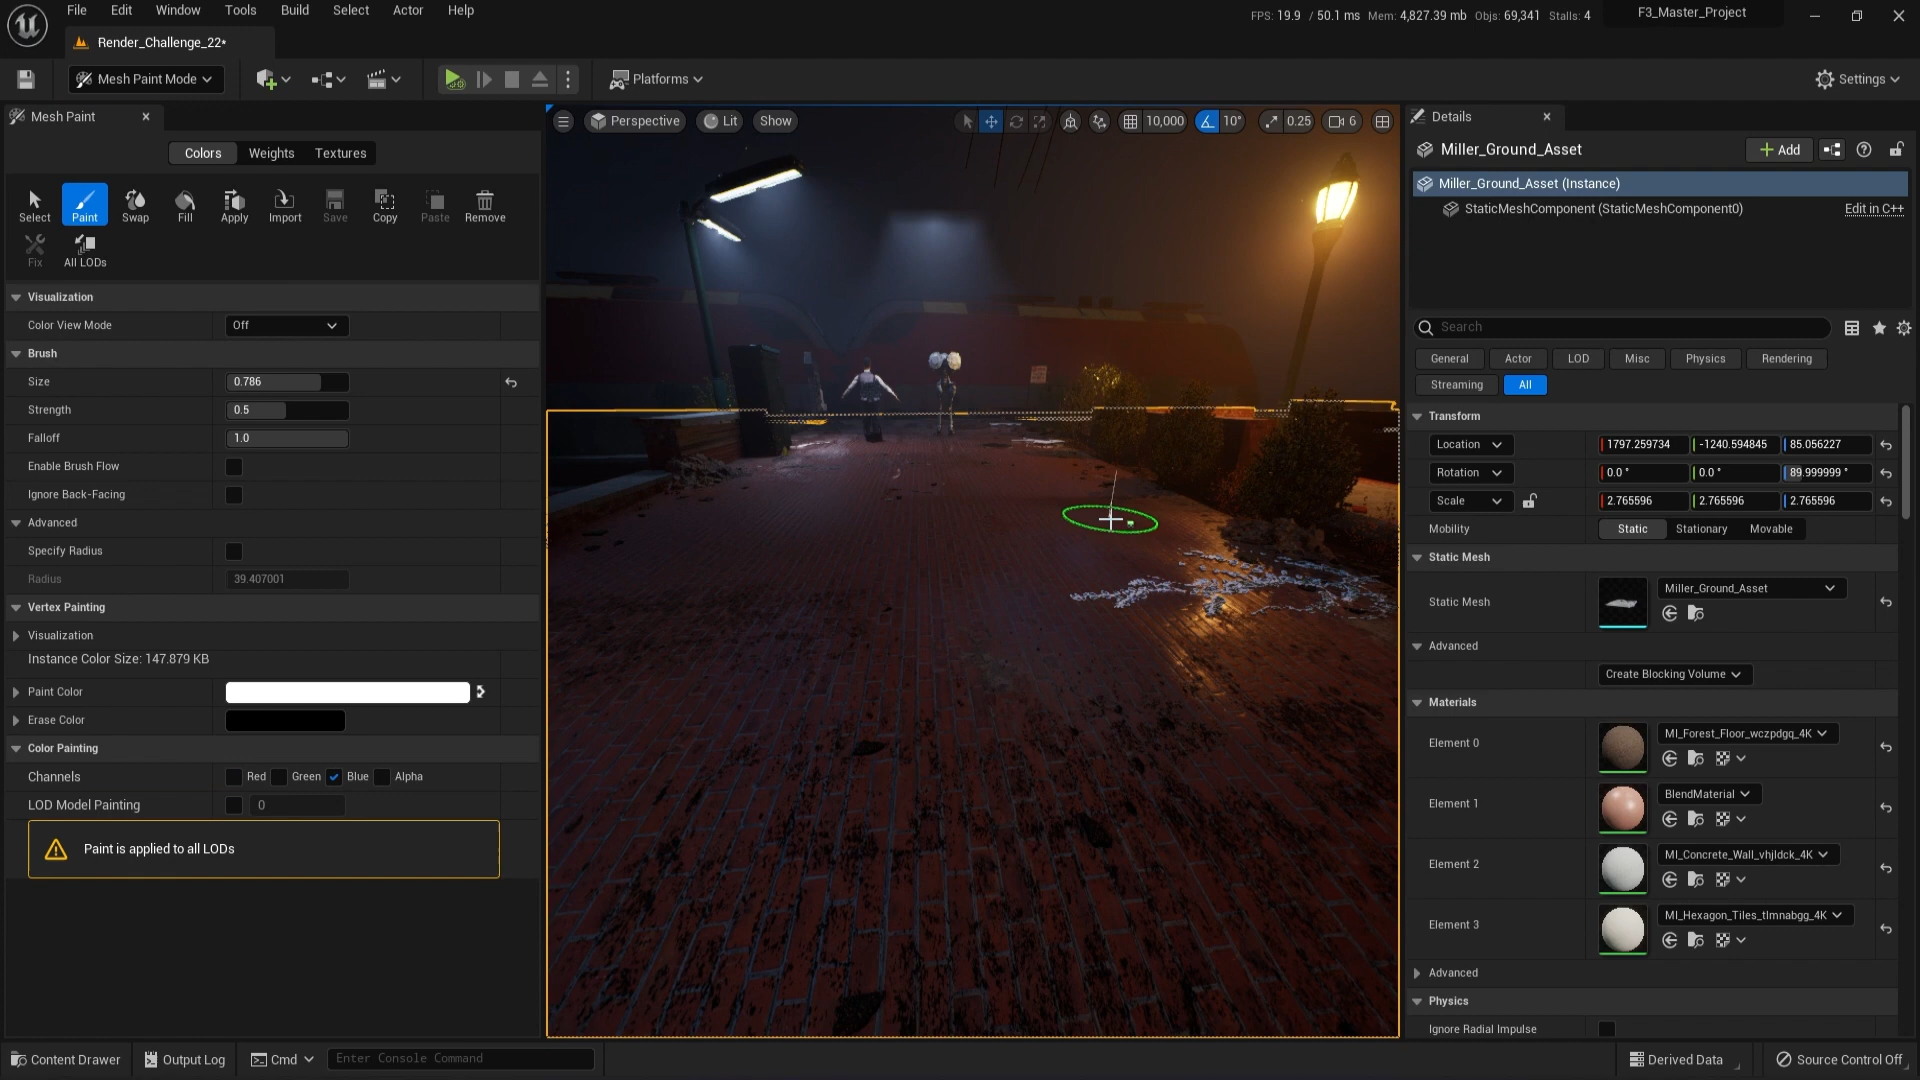 File Edit Window Tools Build Select Actor Help
FPS: 19.9 / 50.1 ms Mem: 4,827.39 mb Objs: 69,341 Stalls: 4
F3_Master_Project
Render_Challenge_22*
Mesh Paint Mode
Platforms
Settings
Mesh Paint
Colors Weights Textures
Select Paint Swap Fill Apply Import Save Copy Paste Remove
Fix All LODs
Visualization
Color View Mode Off
Brush
Size 0.786
Strength 0.5
Falloff 1.0
Enable Brush Flow
Ignore Back-Facing
Advanced
Specify Radius
Radius 39.407001
Vertex Painting
Visualization
Instance Color Size: 147.879 KB
Paint Color
Erase Color
Color Painting
Channels Red Green Blue Alpha
LOD Model Painting 0
Paint is applied to all LODs
Perspective Lit Show 10,000 10° 0.25 6
Details
Miller_Ground_Asset Add
Miller_Ground_Asset (Instance)
StaticMeshComponent (StaticMeshComponent0) Edit in C++
Search
General Actor LOD Misc Physics Rendering
Streaming All
Transform
Location 1797.259734 -1240.594845 85.056227
Rotation 0.0 ° 0.0 ° 89.999999 °
Scale 2.765596 2.765596 2.765596
Mobility Static Stationary Movable
Static Mesh
Static Mesh Miller_Ground_Asset
Advanced
Create Blocking Volume
Materials
Element 0 MI_Forest_Floor_wczpdgq_4K
Element 1 BlendMaterial
Element 2 MI_Concrete_Wall_vhjldck_4K
Element 3 MI_Hexagon_Tiles_tlmnabgg_4K
Advanced
Physics
Ignore Radial Impulse
Content Drawer Output Log Cmd Enter Console Command
Derived Data Source Control Off